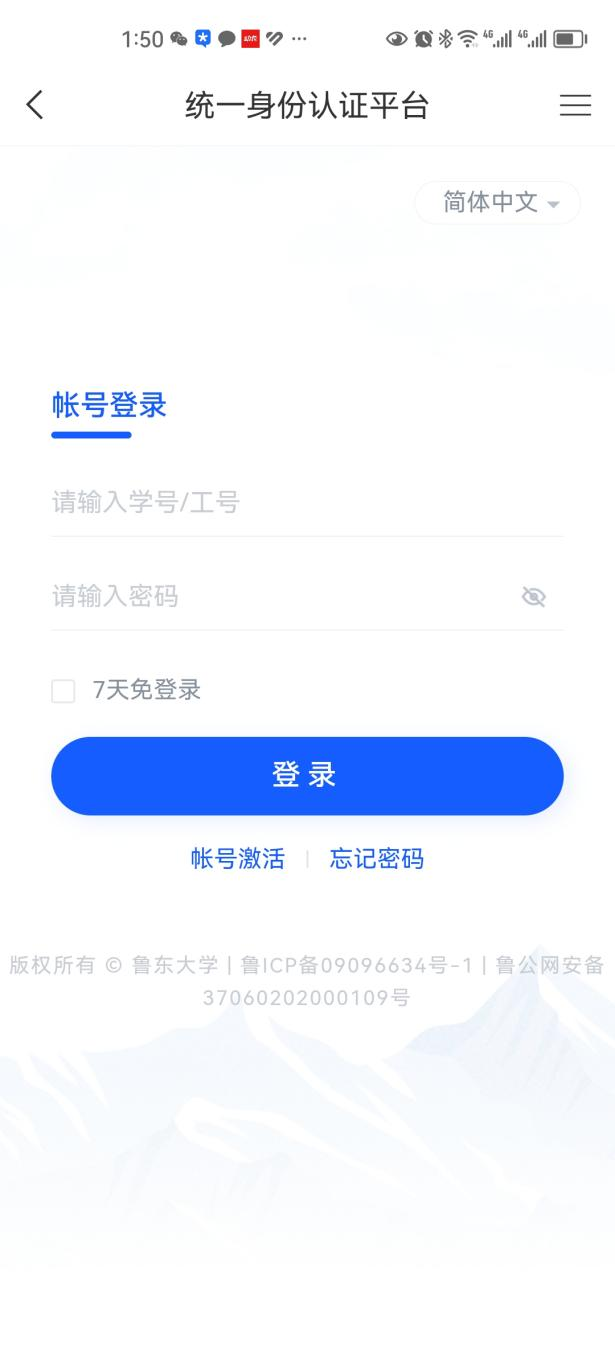 1:50
4G 4G
统一身份认证平台
简体中文
帐号登录
请输入学号/工号
请输入密码
7天免登录
登录
帐号激活 | 忘记密码
版权所有 © 鲁东大学 | 鲁ICP备09096634号-1 | 鲁公网安备
37060202000109号